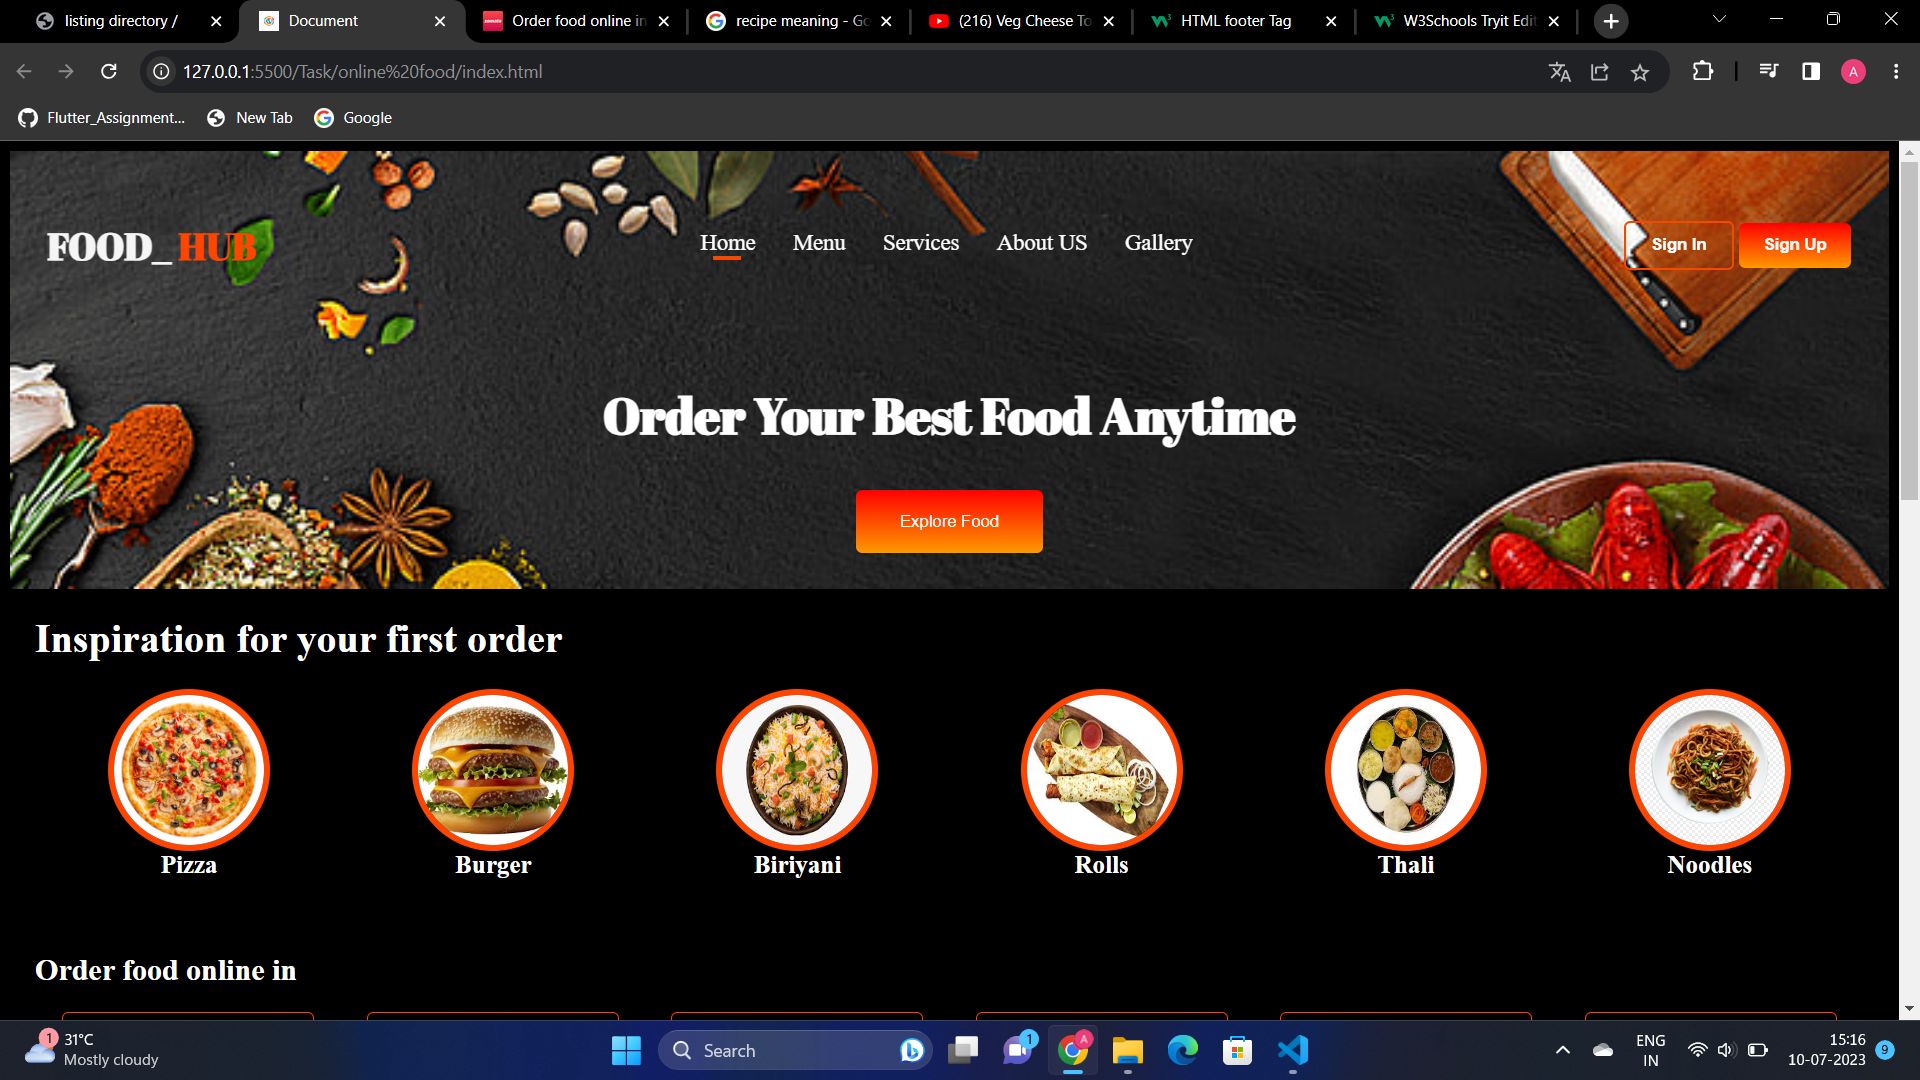 listing directory /
Document
Order food online in
recipe meaning - Go
(216) Veg Cheese To
HTML footer Tag
W3Schools Tryit Edit
127.0.0.1:5500/Task/online%20food/index.html
A
Flutter_Assignment...
New Tab
Google
FOOD_HUB
Home
Menu
Services
About US
Gallery
Sign In
Sign Up
Order Your Best Food Anytime
Explore Food
Inspiration for your first order
Pizza
Burger
Biriyani
Rolls
Thali
Noodles
Order food online in
1
31°C
Mostly cloudy
Search
1
A
ENG
IN
15:16
10-07-2023
9